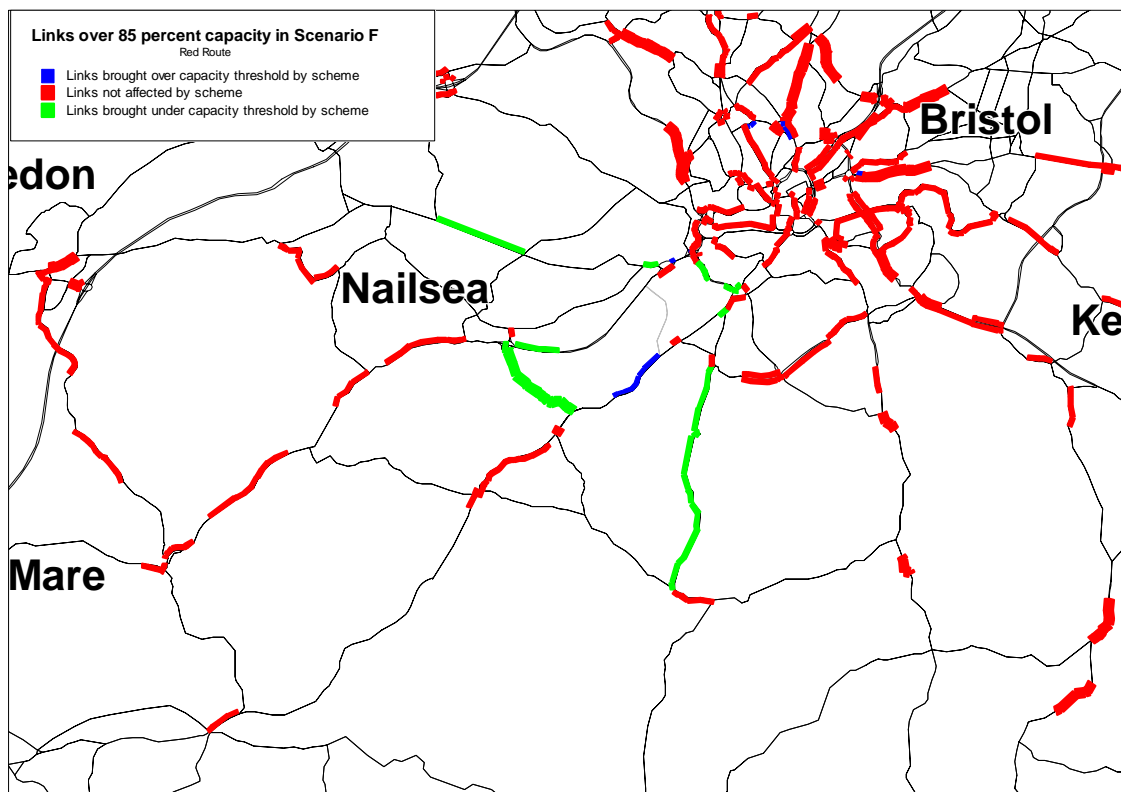 Links over 85 percent capacity in Scenario F
Red Route
Links brought over capacity threshold by scheme
Links not affected by scheme
Links brought under capacity threshold by scheme
Bristol
edon
Nailsea
Ke
Mare